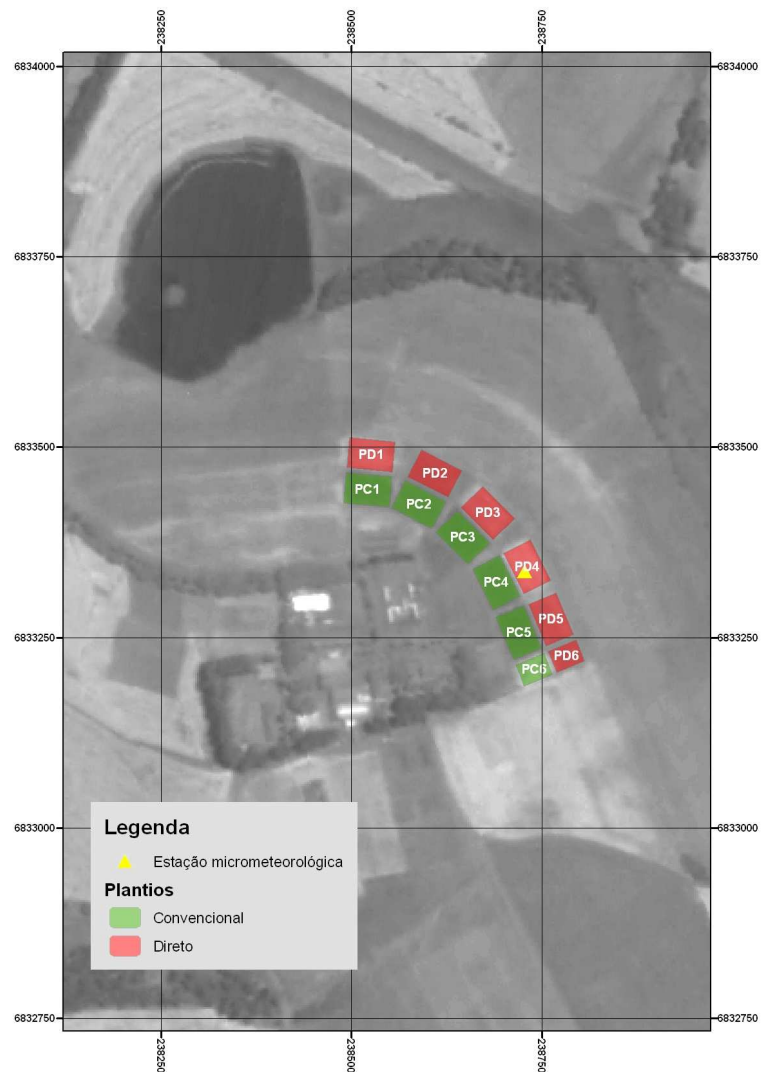 238250 238500 238750
6834000 6834000
6833750 6833750
6833500 6833500
PD1
PD2
PC1
PC2
PD3
PC3
PD4
PC4
PD5
PC5
6833250 6833250
PD6
PC6
6833000 6833000
Legenda
Estação micrometeorológica
Plantios
Convencional
Direto
6832750 6832750
238250 238500 238750